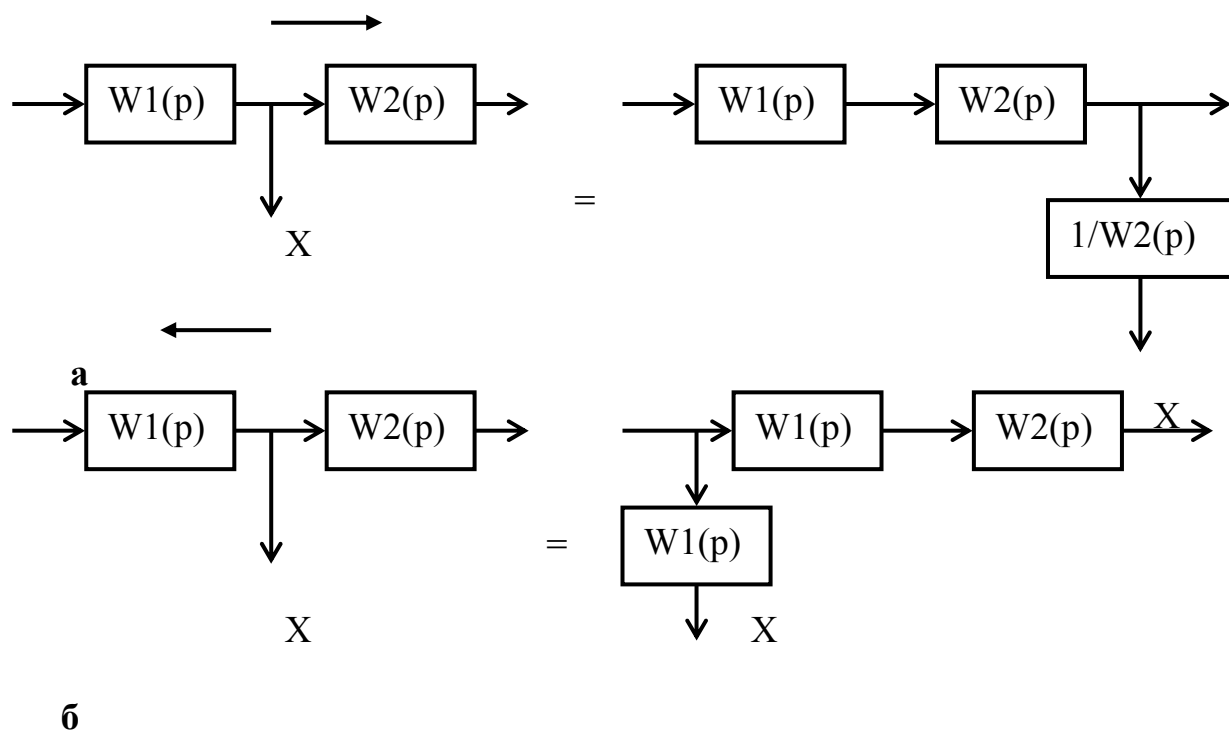 W1(p) W2(p) W1(p) W2(p)
=
X
1/W2(p)
а
W1(p) W2(p) W1(p) W2(p) X
=
W1(p)
X X
б